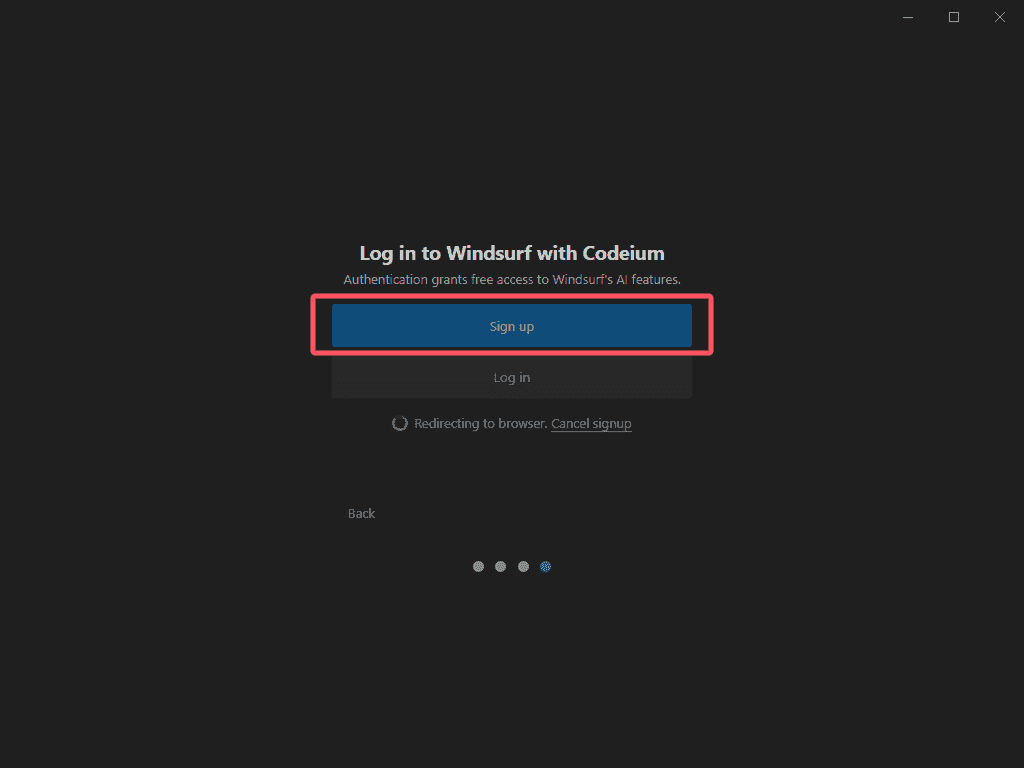 Log in to Windsurf with Codeium
Authentication grants free access to Windsurf's AI features.
Sign up
Log in
Redirecting to browser. Cancel signup
Back